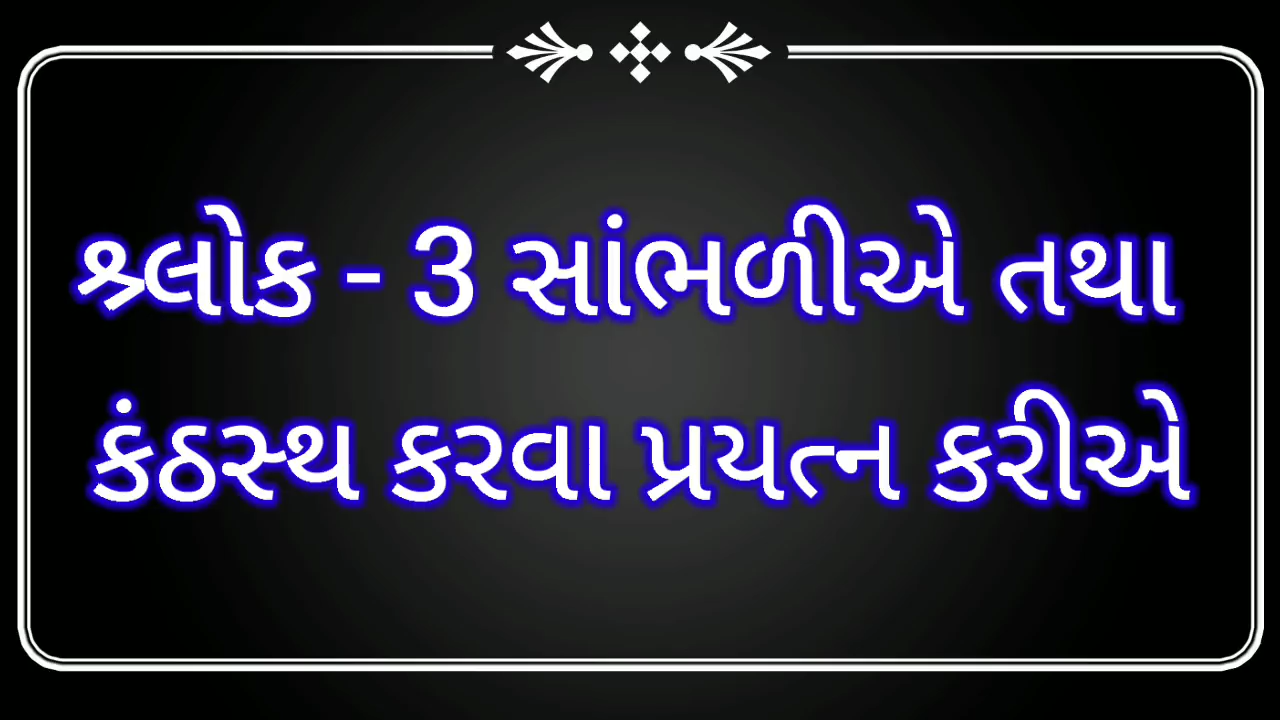 શ્ર્લોક - 3 સાંભળીએ તથા
કંઠસ્થ કરવા પ્રયત્ન કરીએ